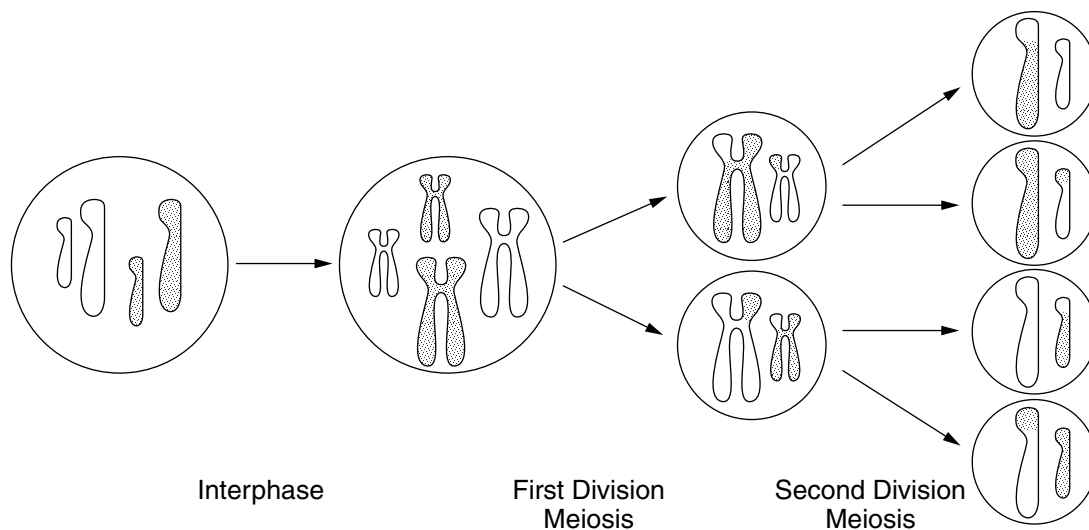 Interphase
First Division
Meiosis
Second Division
Meiosis